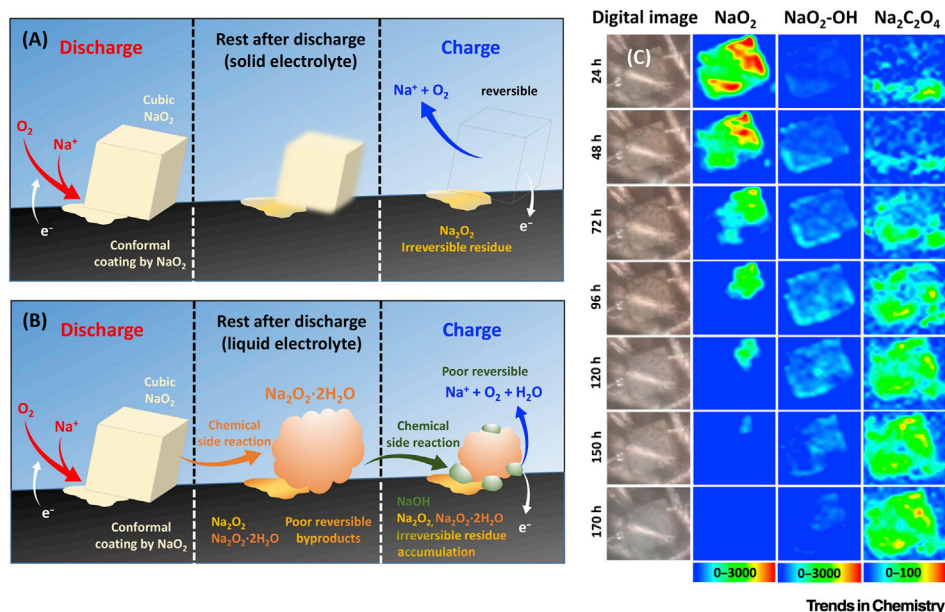 (A)
Discharge
Rest after discharge
(solid electrolyte)
Charge
Cubic
NaO₂
O₂
Na⁺
e⁻
Conformal
coating by NaO₂
Na⁺ + O₂
reversible
Na₂O₂
Irreversible residue
e⁻
(B)
Discharge
Rest after discharge
(liquid electrolyte)
Charge
Cubic
NaO₂
O₂
Na⁺
e⁻
Conformal
coating by NaO₂
Chemical
side reaction
Na₂O₂·2H₂O
Na₂O₂
Na₂O₂·2H₂O
Poor reversible
byproducts
Chemical
side reaction
Poor reversible
Na⁺ + O₂ + H₂O
NaOH
Na₂O₂, Na₂O₂·2H₂O
Irreversible residue
accumulation
e⁻
Digital image NaO₂ NaO₂-OH Na₂C₂O₄
(C)
24 h
48 h
72 h
96 h
120 h
150 h
170 h
0–3000 0–3000 0–100
Trends in Chemistry